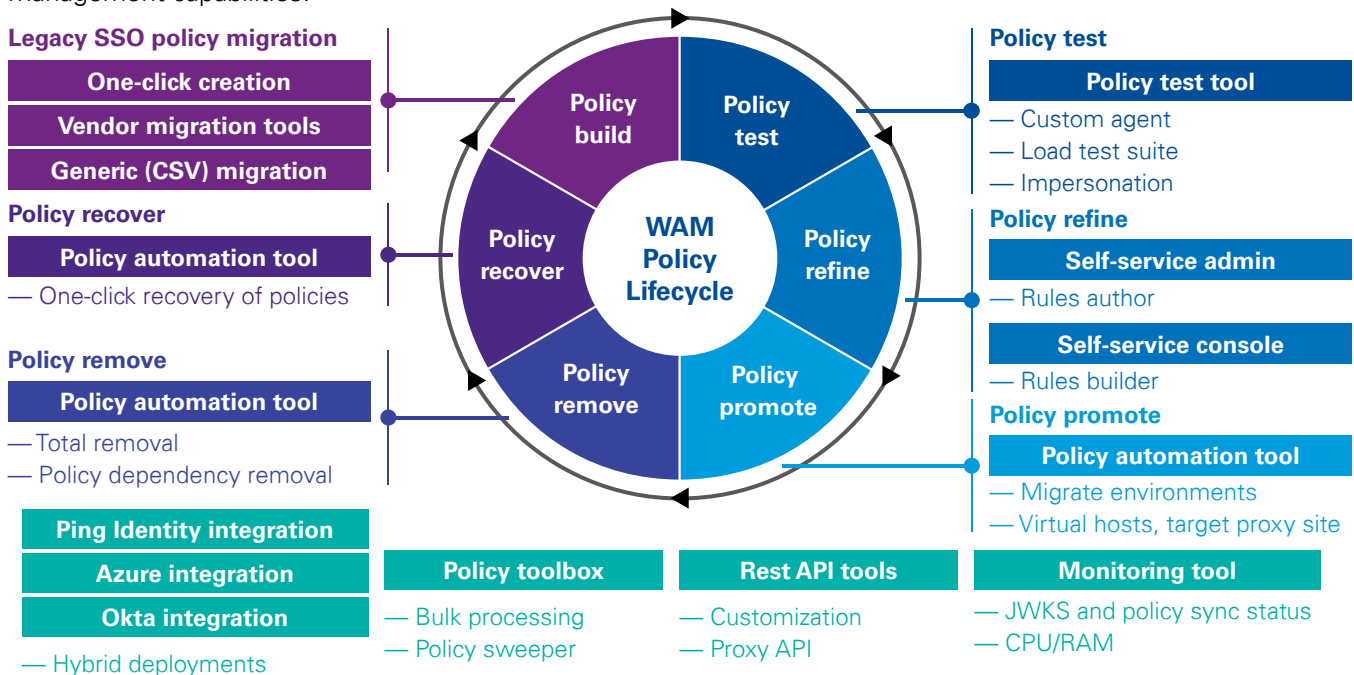 management capabilities.
Legacy SSO policy migration
One-click creation
Vendor migration tools
Generic (CSV) migration
Policy recover
Policy automation tool
— One-click recovery of policies
Policy remove
Policy automation tool
— Total removal
— Policy dependency removal
Policy
build
Policy
test
Policy
recover
WAM
Policy
Lifecycle
Policy
refine
Policy
remove
Policy
promote
Policy test
Policy test tool
— Custom agent
— Load test suite
— Impersonation
Policy refine
Self-service admin
— Rules author
Self-service console
— Rules builder
Policy promote
Policy automation tool
— Migrate environments
— Virtual hosts, target proxy site
Ping Identity integration
Azure integration
Okta integration
— Hybrid deployments
Policy toolbox
— Bulk processing
— Policy sweeper
Rest API tools
— Customization
— Proxy API
Monitoring tool
— JWKS and policy sync status
— CPU/RAM